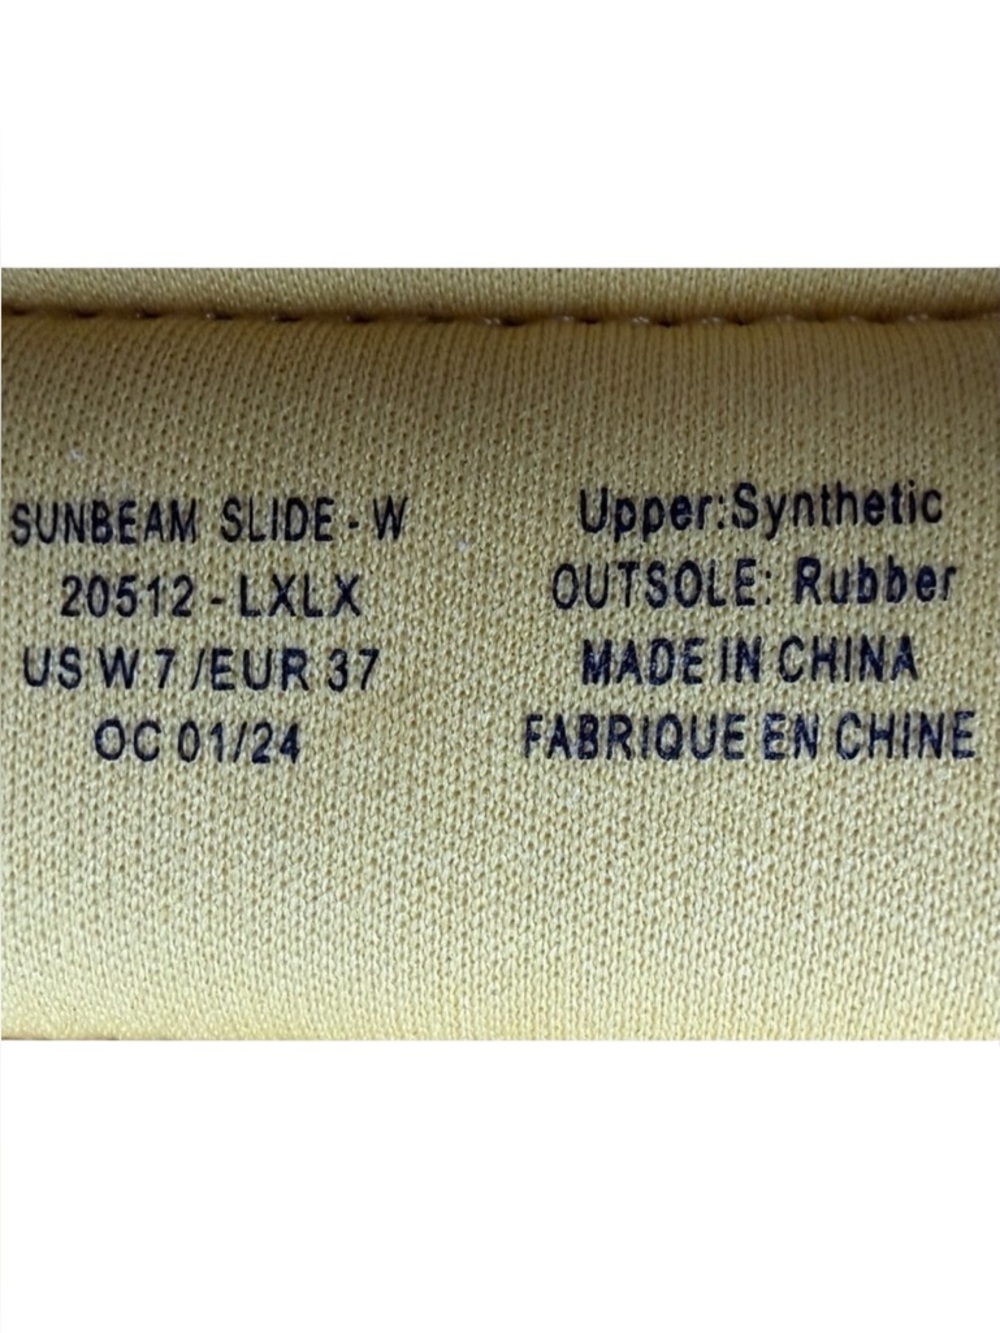 SUNBEAM SLIDE - W
20512 - LXLX
US W 7 /EUR 37
OC 01/24
Upper:Synthetic
OUTSOLE: Rubber
MADE IN CHINA
FABRIQUE EN CHINE